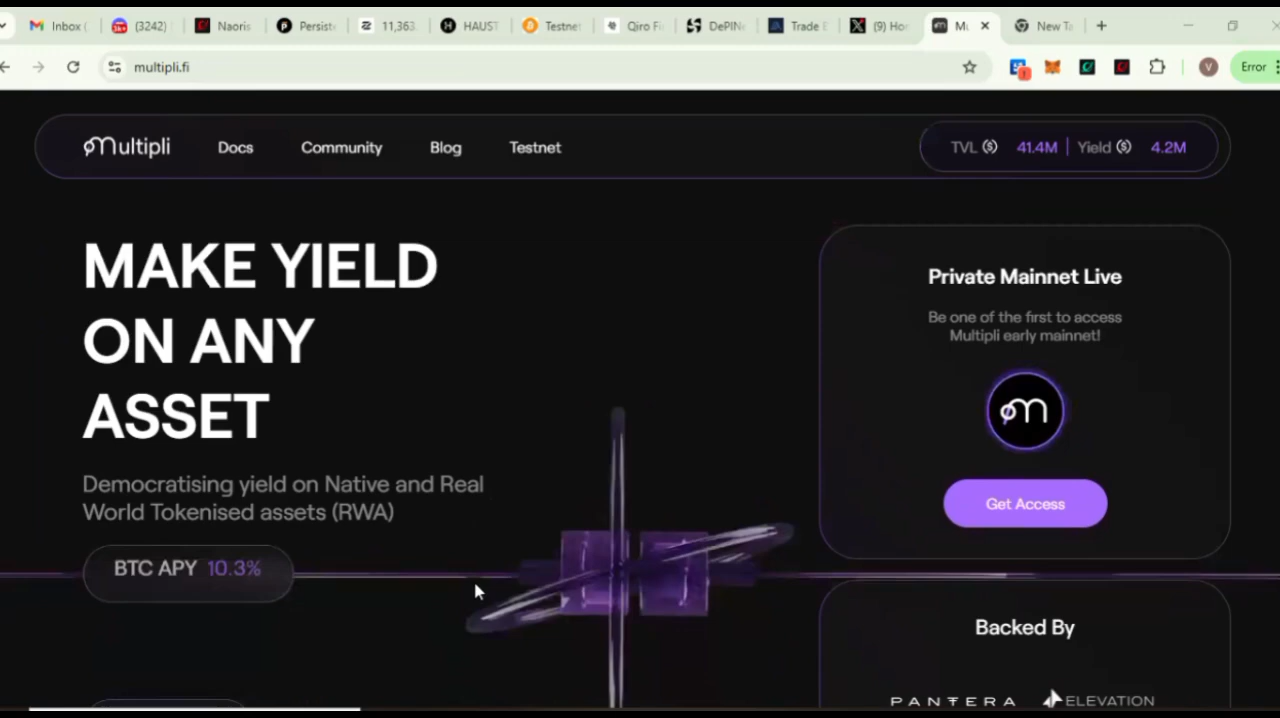 Inbox (
(3242)
Naoris
Persist
11,363.
HAUST
Testne
Qiro Fi
DePIN
Trade E
(9) Ho
Mu
New Ta
multipli.fi
V
Error
Multipli
Docs
Community
Blog
Testnet
TVL ($) 41.4M | Yield ($) 4.2M
MAKE YIELD
ON ANY
ASSET
Democratising yield on Native and Real
World Tokenised assets (RWA)
BTC APY 10.3%
Private Mainnet Live
Be one of the first to access
Multipli early mainnet!
Get Access
Backed By
PANTERA ELEVATION